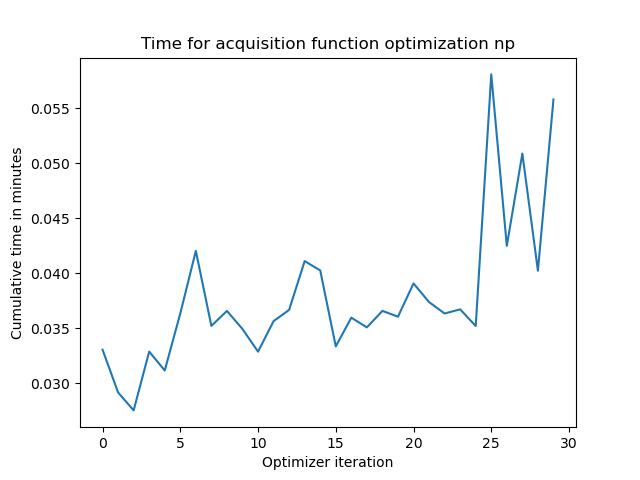 Time for acquisition function optimization np
Cumulative time in minutes
0.055
0.050
0.045
0.040
0.035
0.030
0 5 10 15 20 25 30
Optimizer iteration